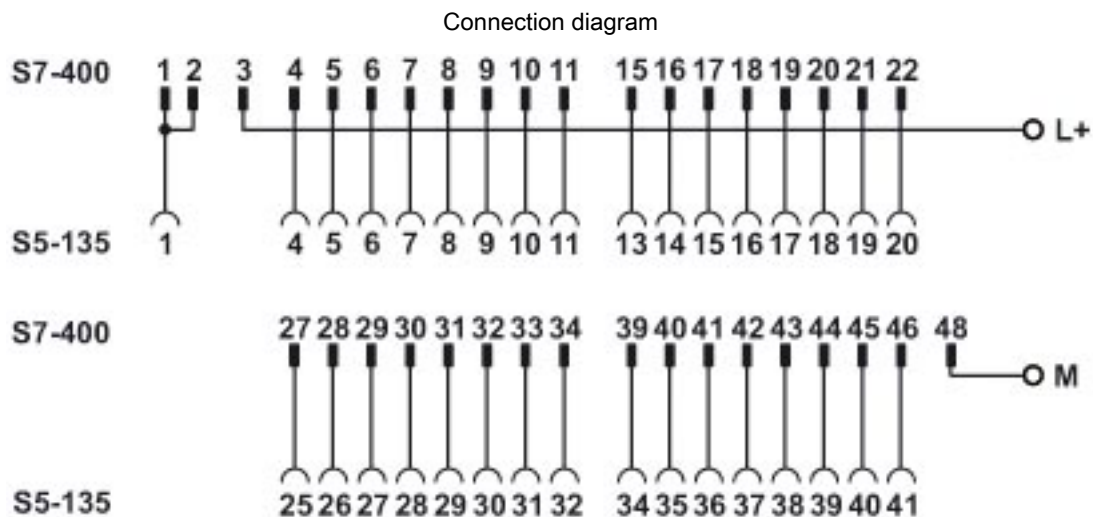 Connection diagram
S7-400 1 2 3 4 5 6 7 8 9 10 11 15 16 17 18 19 20 21 22
L+
S5-135 1 4 5 6 7 8 9 10 11 13 14 15 16 17 18 19 20
S7-400 27 28 29 30 31 32 33 34 39 40 41 42 43 44 45 46 48
M
S5-135 25 26 27 28 29 30 31 32 34 35 36 37 38 39 40 41